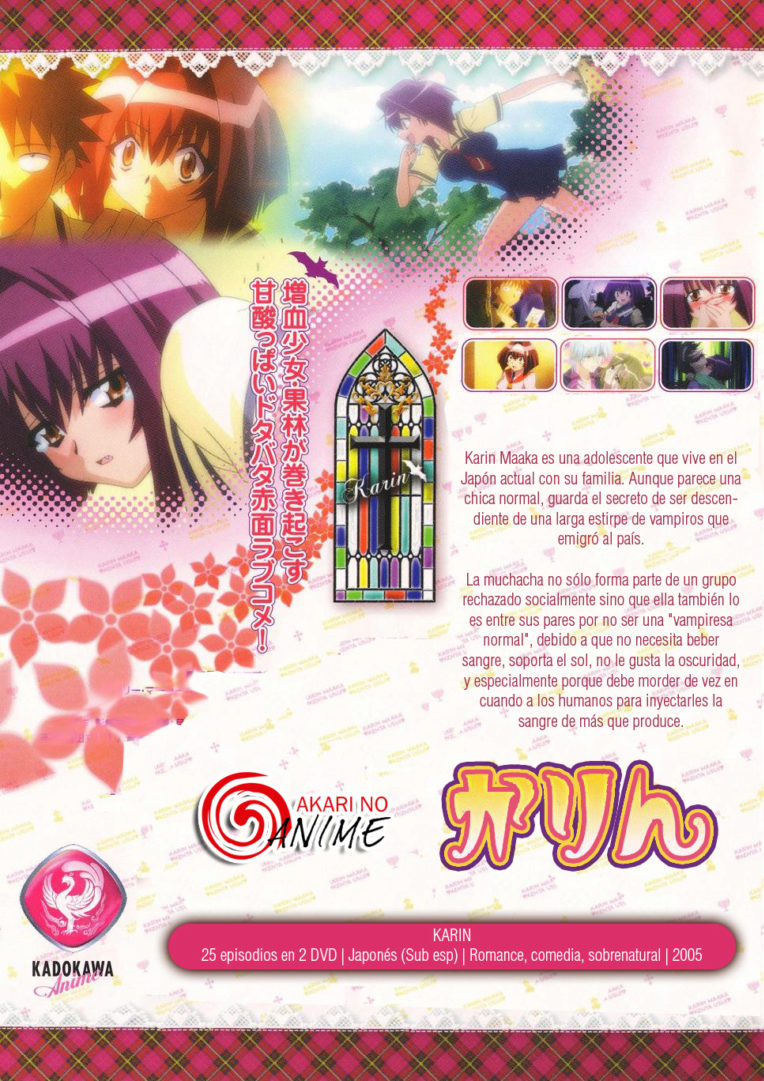 増血少女・果林が巻き起こす
甘酸っぱいドタバタ赤面ラブコメ！
Karin
Karin Maaka es una adolescente que vive en el
Japón actual con su familia. Aunque parece una
chica normal, guarda el secreto de ser descen-
diente de una larga estirpe de vampiros que
emigró al país.
La muchacha no sólo forma parte de un grupo
rechazado socialmente sino que ella también lo
es entre sus pares por no ser una "vampiresa
normal", debido a que no necesita beber
sangre, soporta el sol, no le gusta la oscuridad,
y especialmente porque debe morder de vez en
cuando a los humanos para inyectarles la
sangre de más que produce.
AKARI NO
ANIME
かりん
KADOKAWA
Anime
KARIN
25 episodios en 2 DVD | Japonés (Sub esp) | Romance, comedia, sobrenatural | 2005